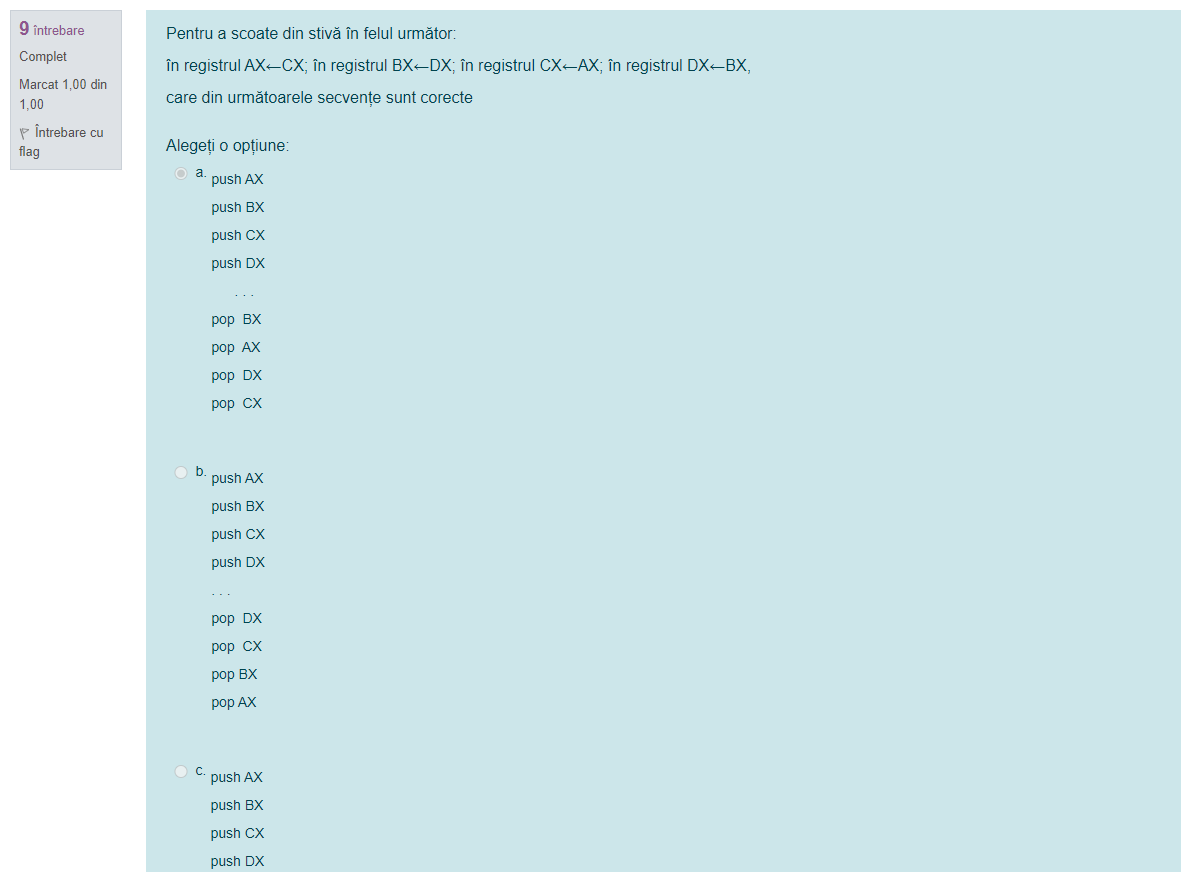 9 întrebare
Complet
Marcat 1,00 din
1,00
Întrebare cu
flag
Pentru a scoate din stivă în felul următor:
în registrul AX←CX; în registrul BX←DX; în registrul CX←AX; în registrul DX←BX,
care din următoarele secvențe sunt corecte
Alegeți o opțiune:
a. push AX
push BX
push CX
push DX
. . .
pop BX
pop AX
pop DX
pop CX
b. push AX
push BX
push CX
push DX
. . .
pop DX
pop CX
pop BX
pop AX
c. push AX
push BX
push CX
push DX